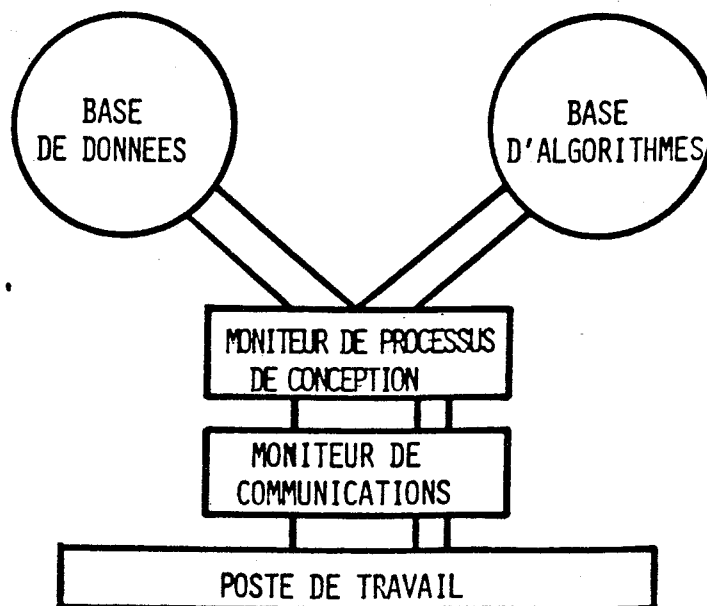 BASE
DE DONNEES
BASE
D'ALGORITHMES
MONITEUR DE PROCESSUS
DE CONCEPTION
MONITEUR DE
COMMUNICATIONS
POSTE DE TRAVAIL